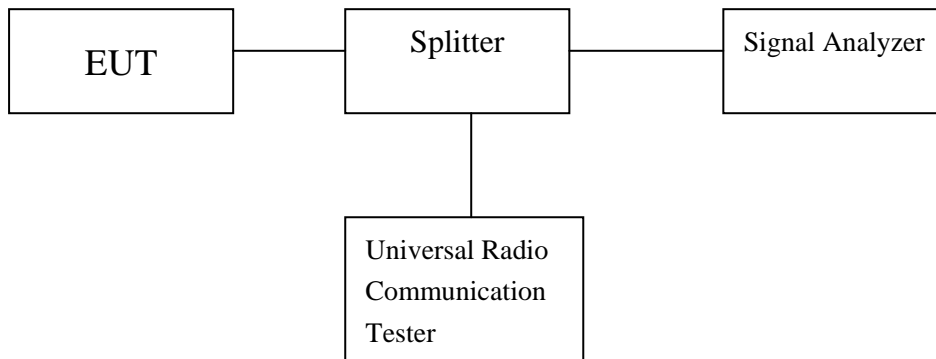 EUT
Splitter
Signal Analyzer
Universal Radio
Communication
Tester